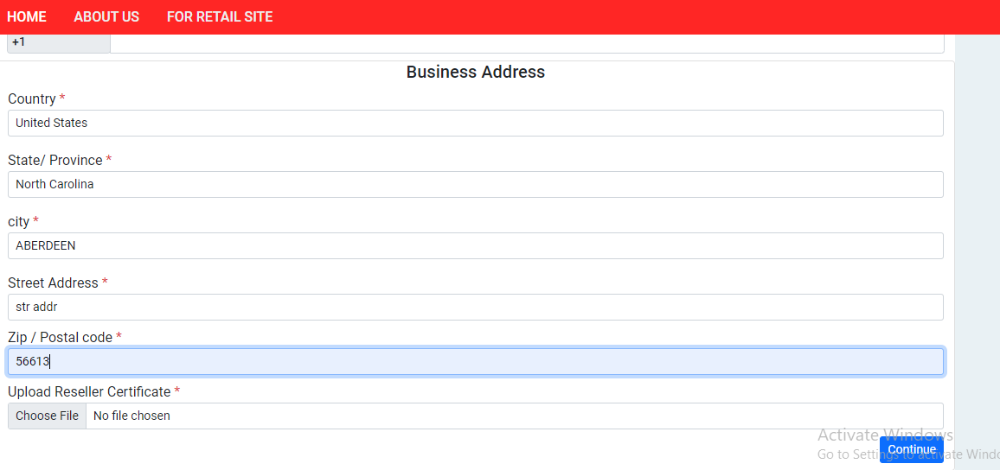 HOME ABOUT US FOR RETAIL SITE
+1
Business Address
Country *
United States
State/ Province *
North Carolina
city *
ABERDEEN
Street Address *
str addr
Zip / Postal code *
56613
Upload Reseller Certificate *
Choose File No file chosen
Activate Windows
Continue
Go to Settings to activate Windo